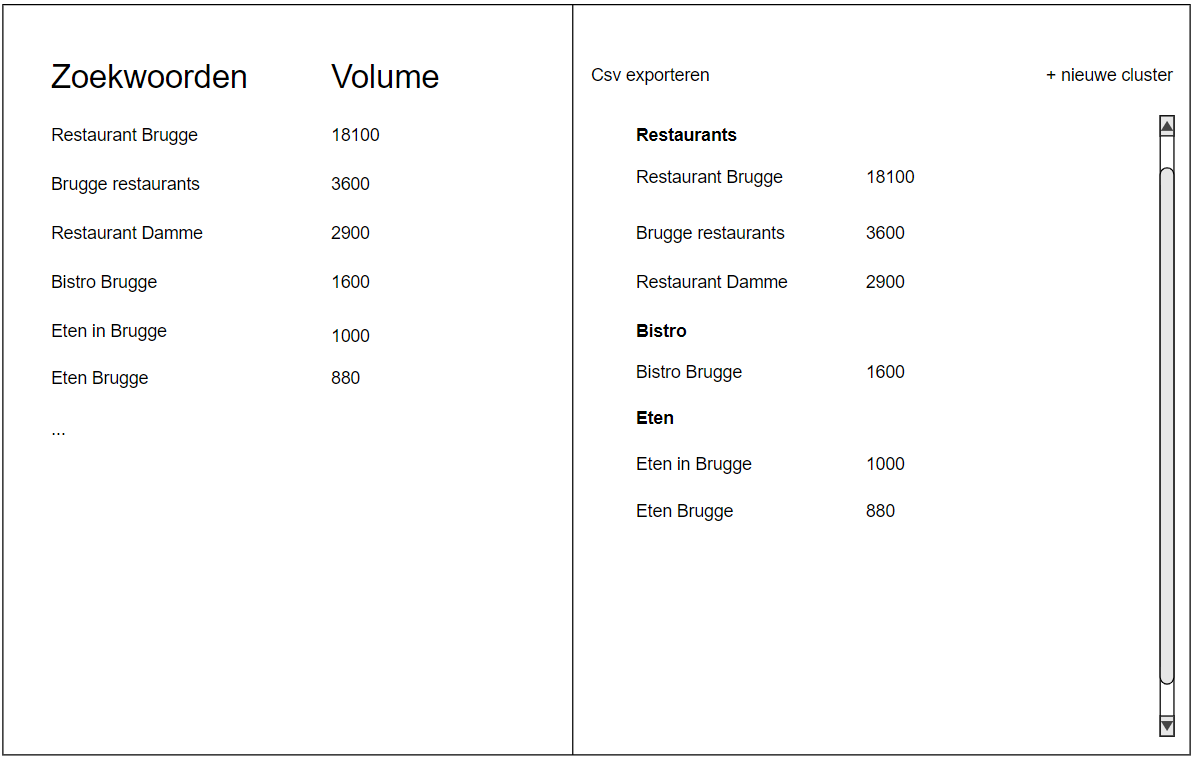 Zoekwoorden Volume
Restaurant Brugge 18100
Brugge restaurants 3600
Restaurant Damme 2900
Bistro Brugge 1600
Eten in Brugge 1000
Eten Brugge 880
...
Csv exporteren + nieuwe cluster
Restaurants
Restaurant Brugge 18100
Brugge restaurants 3600
Restaurant Damme 2900
Bistro
Bistro Brugge 1600
Eten
Eten in Brugge 1000
Eten Brugge 880